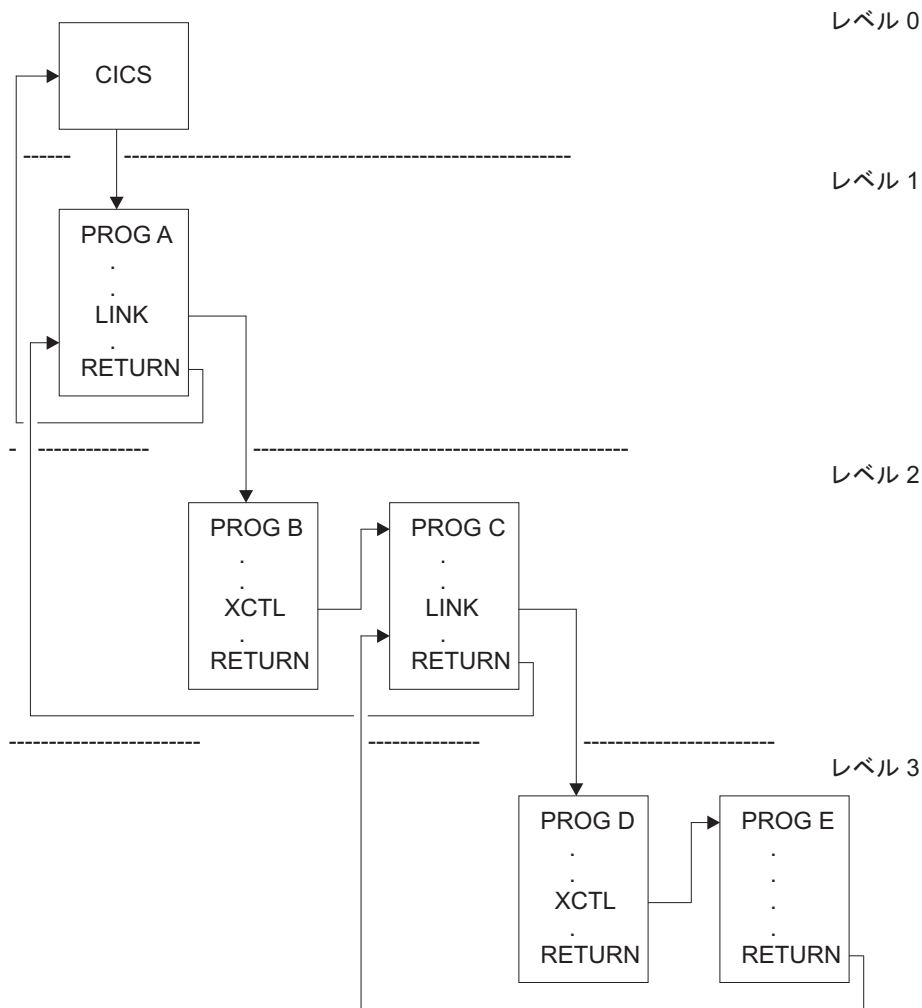 レベル 0
CICS
レベル 1
PROG A
.
.
LINK
.
RETURN
レベル 2
PROG B
.
.
XCTL
.
RETURN
PROG C
.
.
LINK
.
RETURN
レベル 3
PROG D
.
.
XCTL
.
RETURN
PROG E
.
.
.
.
RETURN